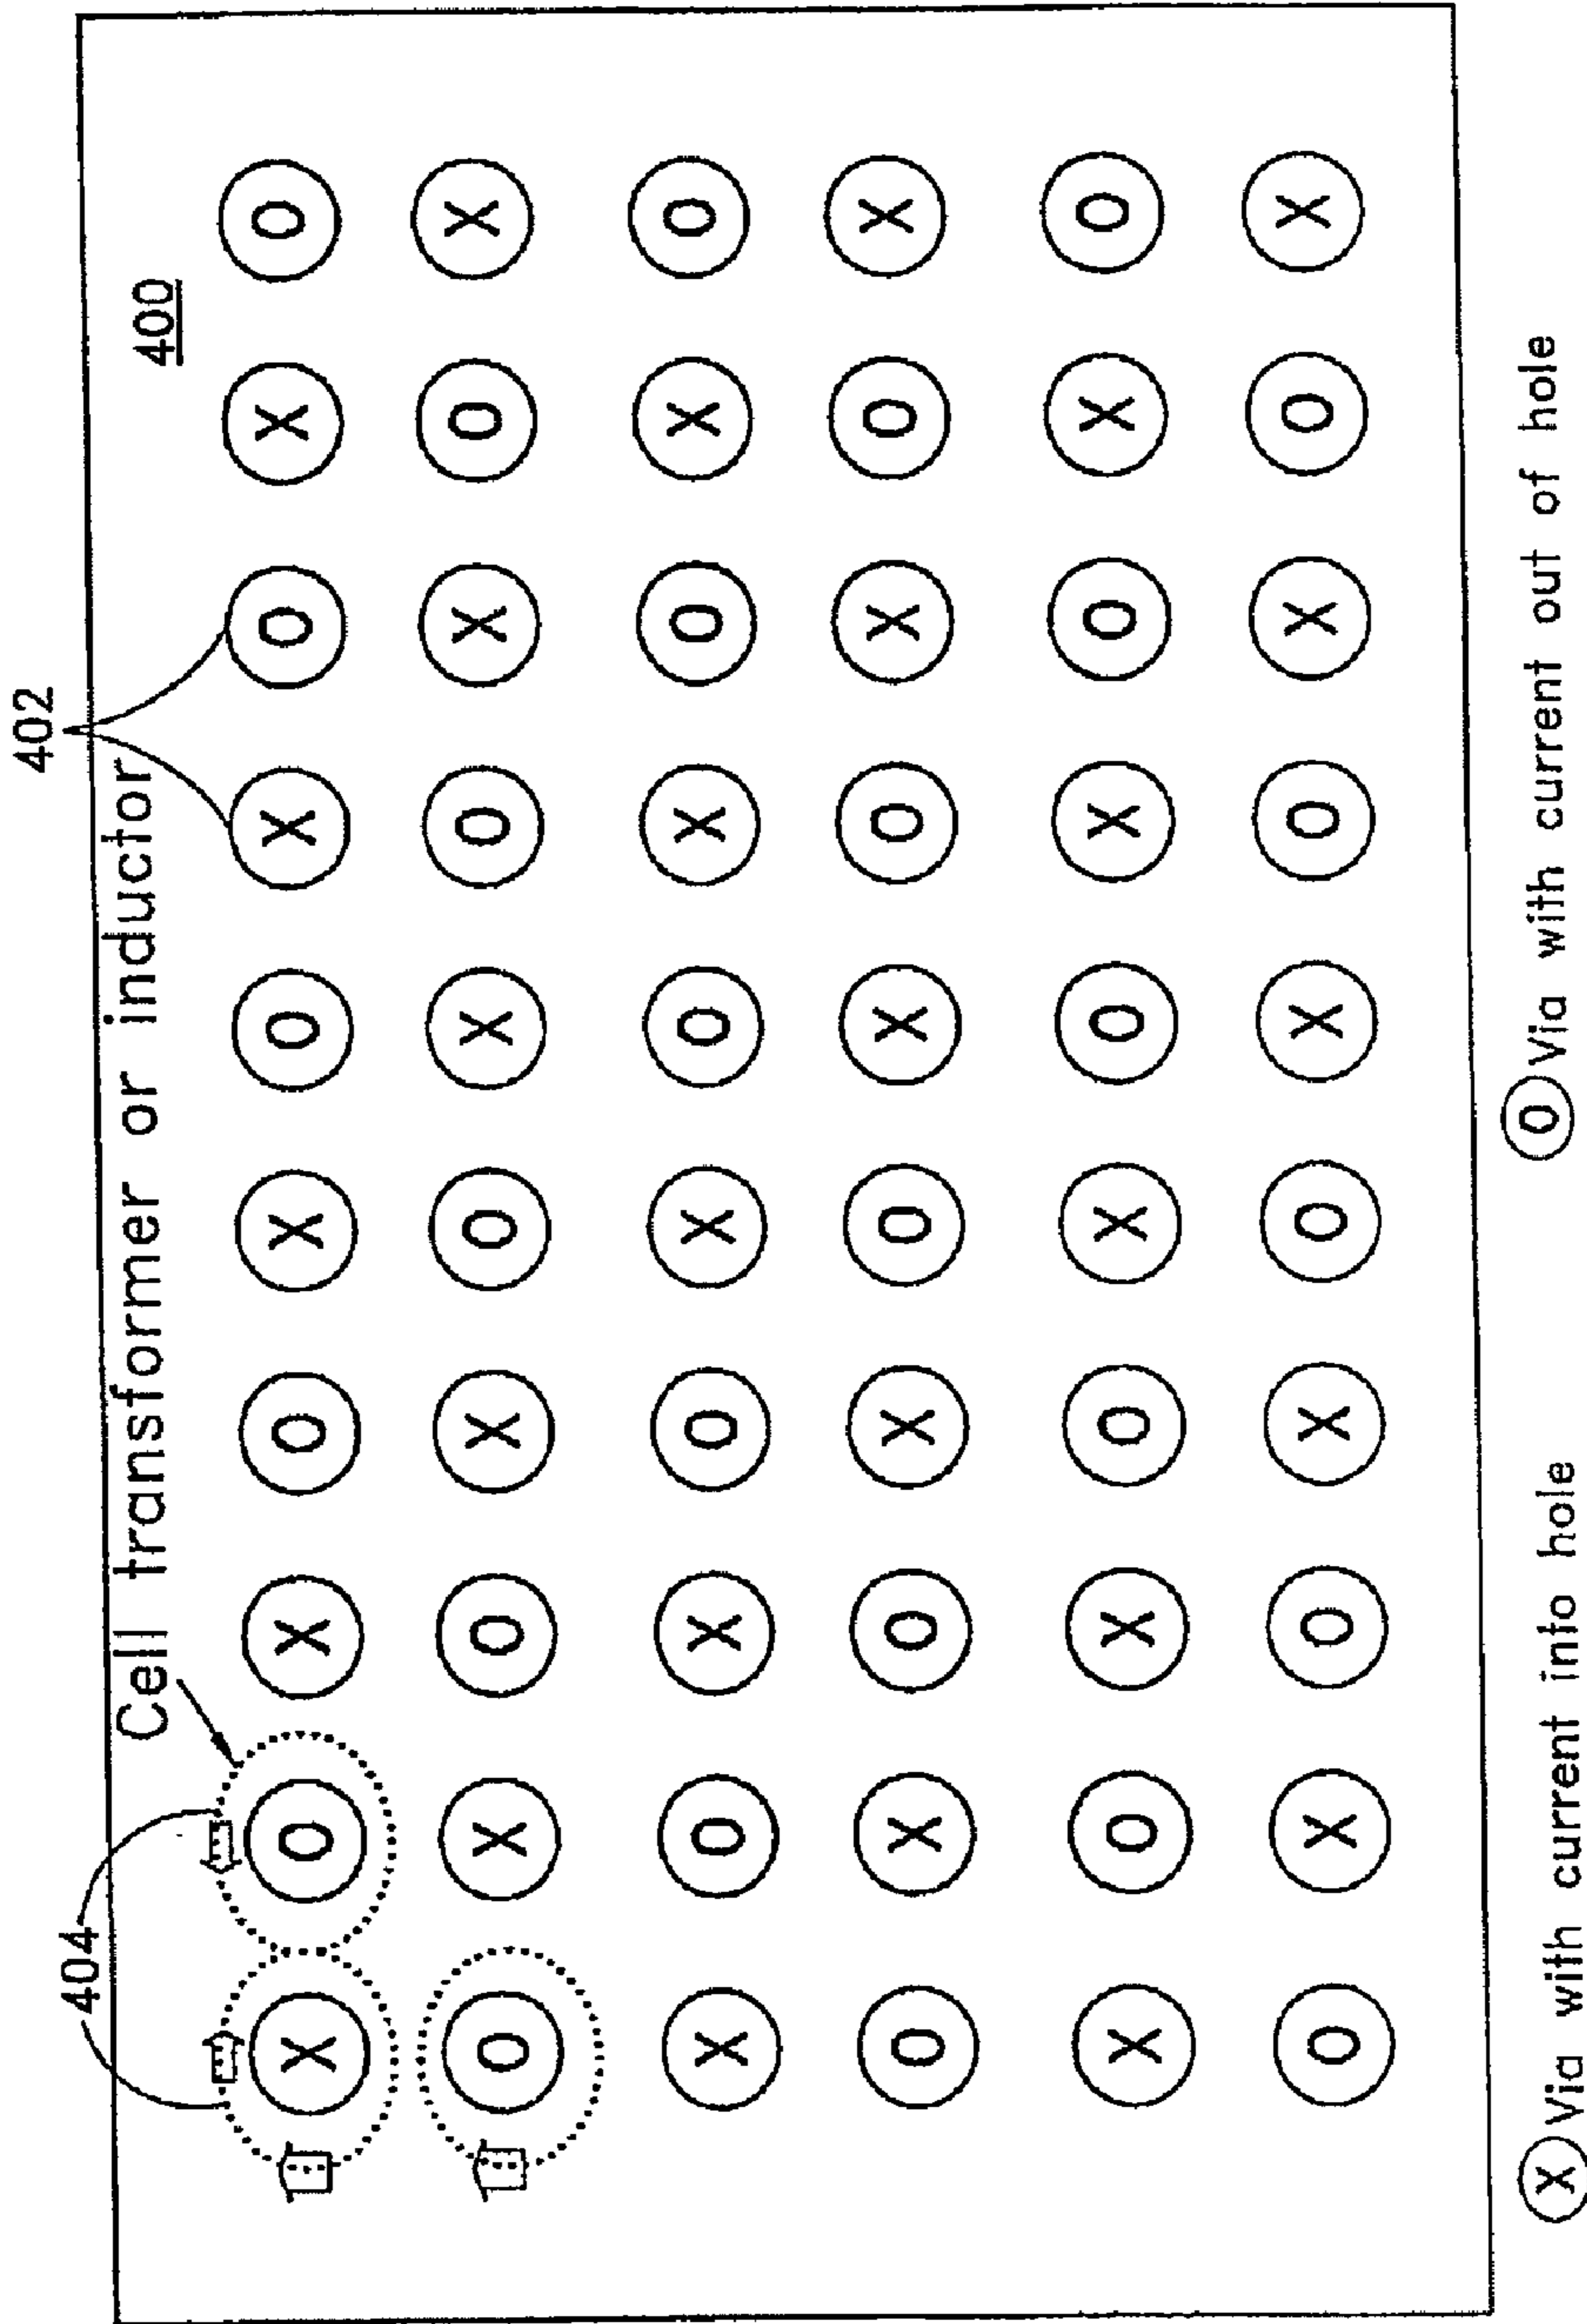 402
404
Cell transformer or inductor
400
X O X O X O X O X O
O X O X O X O X O X
X O X O X O X O X O
O X O X O X O X O X
X O X O X O X O X O
O X O X O X O X O X
X Via with current into hole
O Via with current out of hole